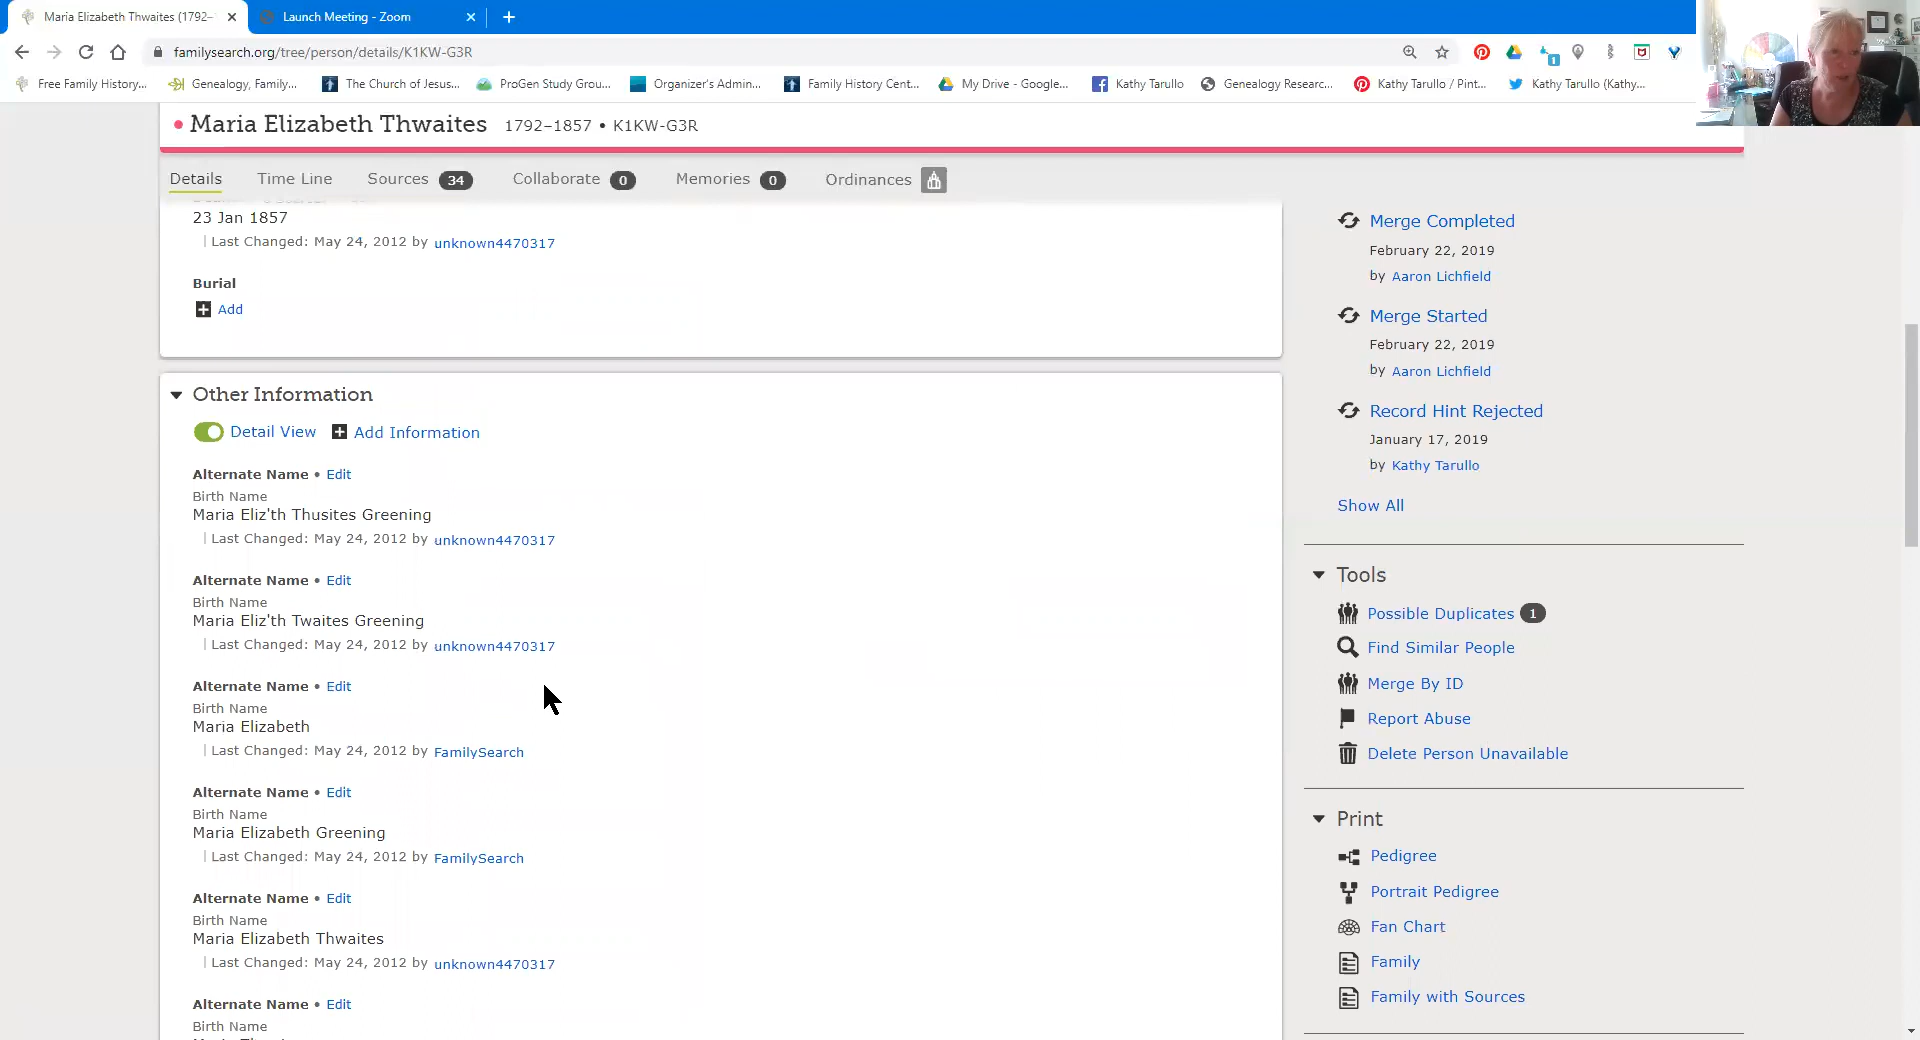 Maria Elizabeth Thwaites (1792–
Launch Meeting - Zoom
familysearch.org/tree/person/details/K1KW-G3R
Free Family History...
Genealogy, Family...
The Church of Jesus...
ProGen Study Grou...
Organizer's Admin...
Family History Cent...
My Drive - Google...
Kathy Tarullo
Genealogy Researc...
Kathy Tarullo / Pint...
Kathy Tarullo (Kathy...
Maria Elizabeth Thwaites 1792–1857 • K1KW-G3R
Details Time Line Sources 34 Collaborate 0 Memories 0 Ordinances
23 Jan 1857
Last Changed: May 24, 2012 by unknown4470317
Burial
Add
Other Information
Detail View Add Information
Alternate Name • Edit
Birth Name
Maria Eliz'th Thusites Greening
Last Changed: May 24, 2012 by unknown4470317
Alternate Name • Edit
Birth Name
Maria Eliz'th Twaites Greening
Last Changed: May 24, 2012 by unknown4470317
Alternate Name • Edit
Birth Name
Maria Elizabeth
Last Changed: May 24, 2012 by FamilySearch
Alternate Name • Edit
Birth Name
Maria Elizabeth Greening
Last Changed: May 24, 2012 by FamilySearch
Alternate Name • Edit
Birth Name
Maria Elizabeth Thwaites
Last Changed: May 24, 2012 by unknown4470317
Alternate Name • Edit
Birth Name
Merge Completed
February 22, 2019
by Aaron Lichfield
Merge Started
February 22, 2019
by Aaron Lichfield
Record Hint Rejected
January 17, 2019
by Kathy Tarullo
Show All
Tools
Possible Duplicates 1
Find Similar People
Merge By ID
Report Abuse
Delete Person Unavailable
Print
Pedigree
Portrait Pedigree
Fan Chart
Family
Family with Sources